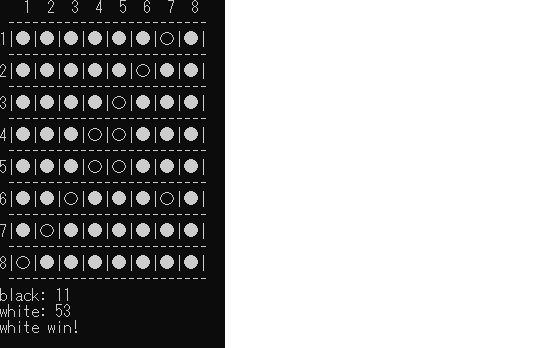 1 2 3 4 5 6 7 8
1|●|●|●|●|●|●|○|●|
2|●|●|●|●|●|○|●|●|
3|●|●|●|●|○|●|●|●|
4|●|●|●|○|○|●|●|●|
5|●|●|●|○|○|●|●|●|
6|●|●|○|●|●|●|○|●|
7|●|○|●|●|●|●|●|●|
8|○|●|●|●|●|●|●|●|
black: 11
white: 53
white win!